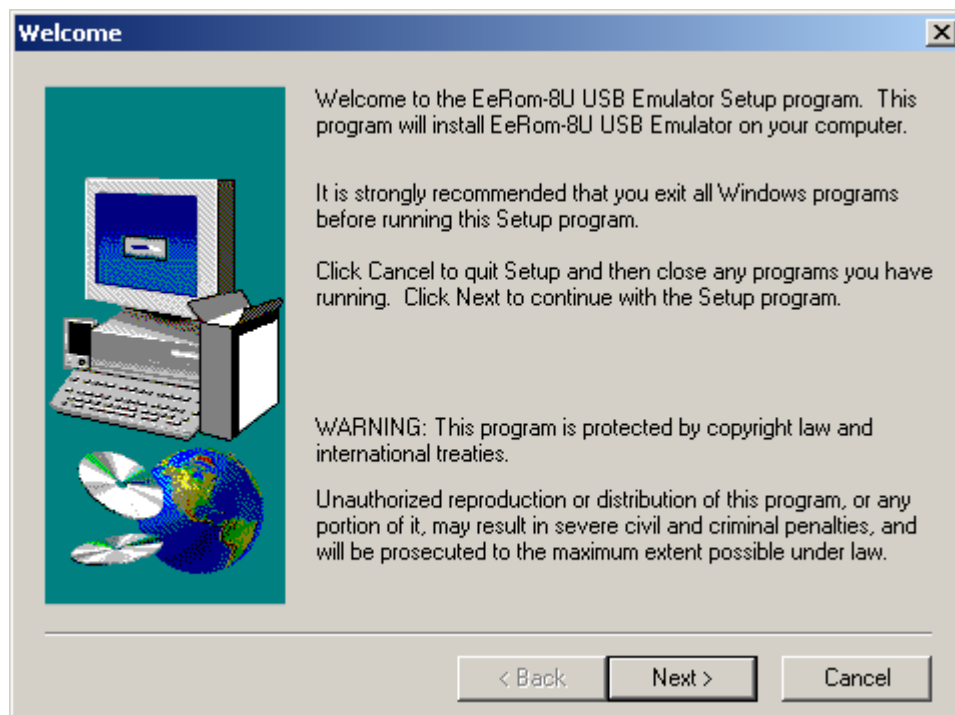 Welcome
Welcome to the EeRom-8U USB Emulator Setup program.  This
program will install EeRom-8U USB Emulator on your computer.
It is strongly recommended that you exit all Windows programs
before running this Setup program.
Click Cancel to quit Setup and then close any programs you have
running.  Click Next to continue with the Setup program.
WARNING: This program is protected by copyright law and
international treaties.
Unauthorized reproduction or distribution of this program, or any
portion of it, may result in severe civil and criminal penalties, and
will be prosecuted to the maximum extent possible under law.
< Back
Next >
Cancel